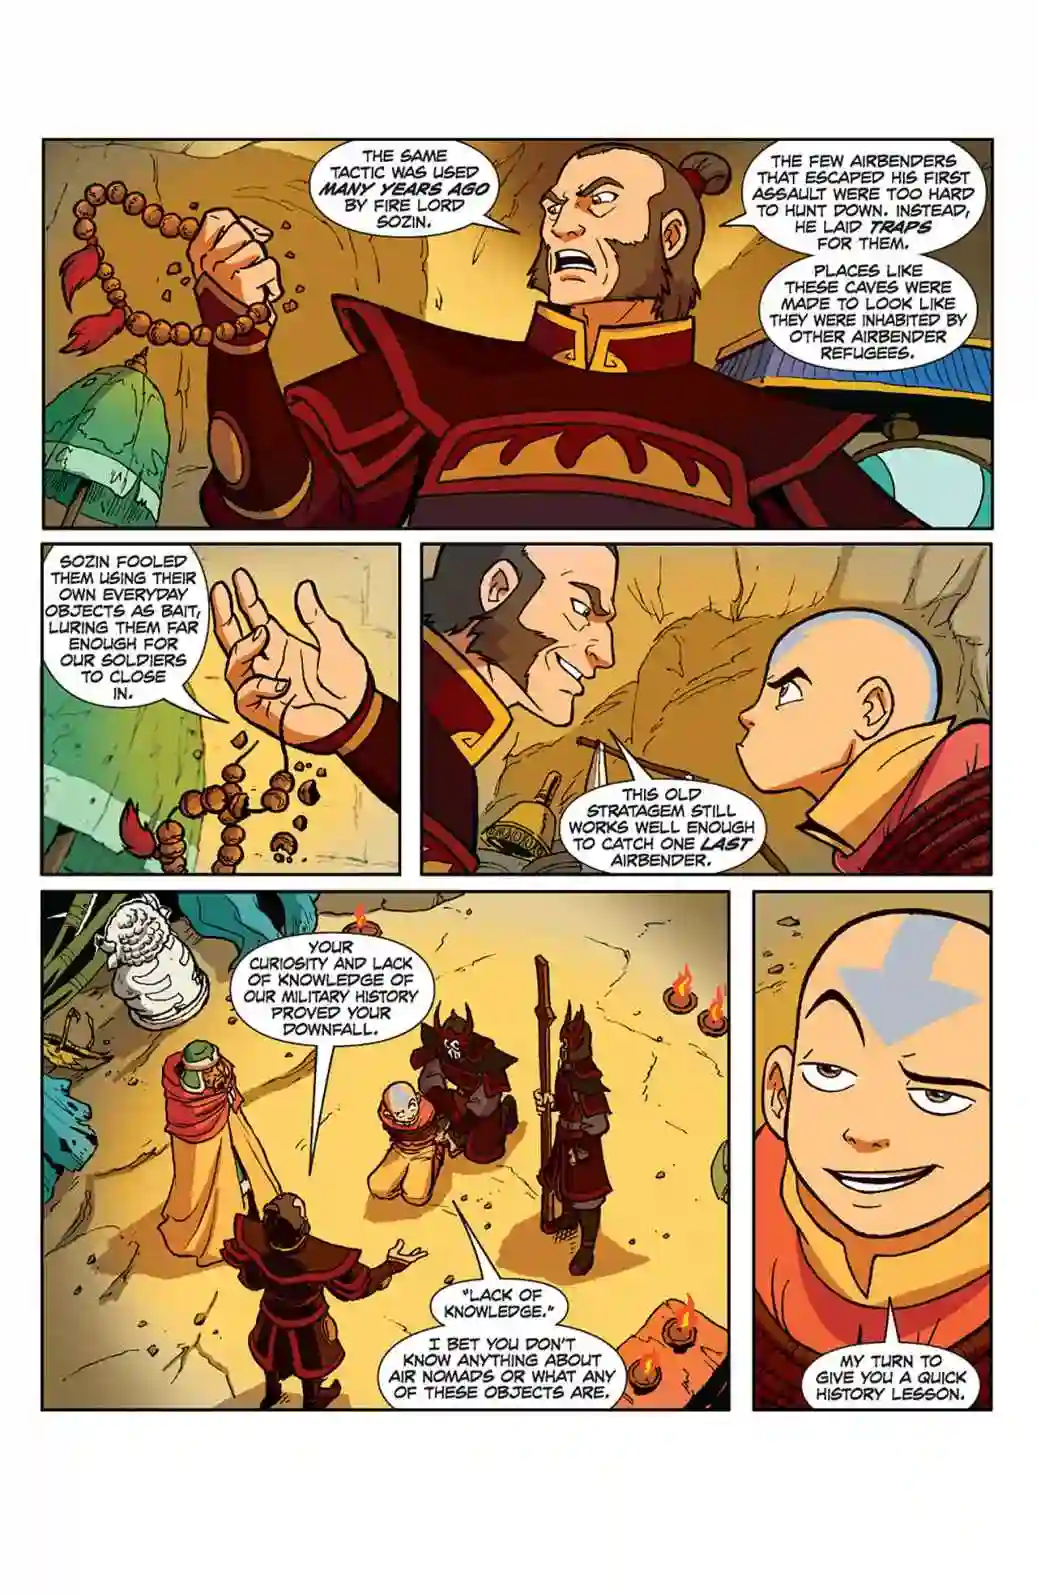 THE SAME
TACTIC WAS USED
MANY YEARS AGO
BY FIRE LORD
SOZIN.
THE FEW AIRBENDERS
THAT ESCAPED HIS FIRST
ASSAULT WERE TOO HARD
TO HUNT DOWN. INSTEAD,
HE LAID TRAPS
FOR THEM.
PLACES LIKE
THESE CAVES WERE
MADE TO LOOK LIKE
THEY WERE INHABITED BY
OTHER AIRBENDER
REFUGEES.
SOZIN FOOLED
THEM USING THEIR
OWN EVERYDAY
OBJECTS AS BAIT,
LURING THEM FAR
ENOUGH FOR
OUR SOLDIERS
TO CLOSE
IN.
THIS OLD
STRATAGEM STILL
WORKS WELL ENOUGH
TO CATCH ONE LAST
AIRBENDER.
YOUR
CURIOSITY AND LACK
OF KNOWLEDGE OF
OUR MILITARY HISTORY
PROVED YOUR
DOWNFALL.
"LACK OF
KNOWLEDGE."
I BET YOU DON'T
KNOW ANYTHING ABOUT
AIR NOMADS OR WHAT ANY
OF THESE OBJECTS ARE.
MY TURN TO
GIVE YOU A QUICK
HISTORY LESSON.